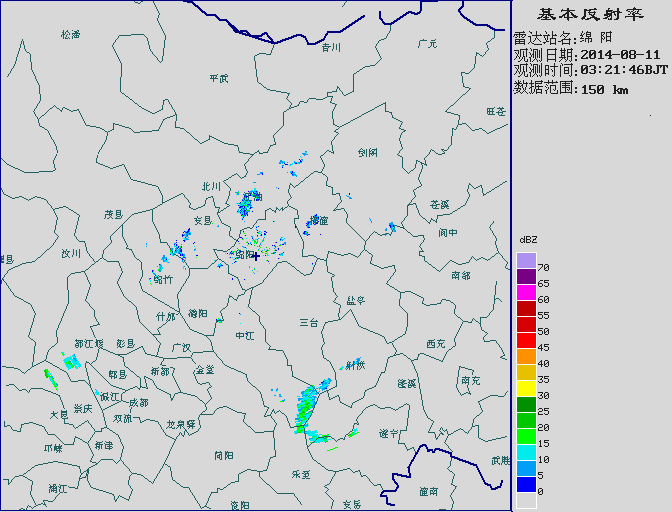 基本反射率
雷达站名:绵 阳
观测日期:2014-08-11
观测时间:03:21:46BJT
数据范围:150 km
dBZ
70
65
60
55
50
45
40
35
30
25
20
15
10
5
0
松潘
青川
广元
平武
旺苍
剑阁
北川
苍溪
茂县
安县
梓潼
阆中
汶川
绵阳
县
南部
绵竹
盐亭
什邡
德阳
三台
中江
都江堰
彭县
广汉
西充
射洪
郫县
新都
金堂
蓬溪
南充
温江
成都
大邑
崇庆
双流
龙泉驿
遂宁
邛崃
新津
简阳
武胜
乐至
蒲江
资阳
安岳
潼南